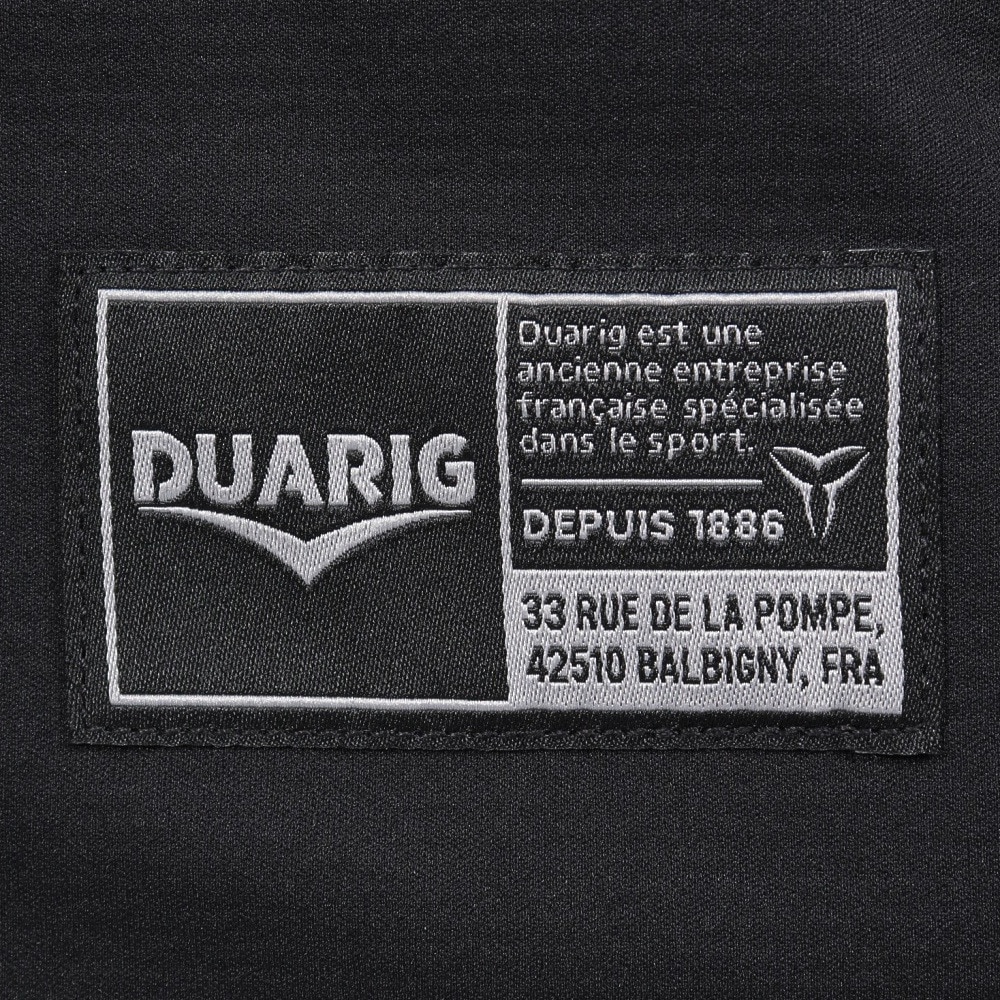 DUARIG
Duarig est une
ancienne entreprise
française spécialisée
dans le sport.
DEPUIS 1886
33 RUE DE LA POMPE,
42510 BALBIGNY, FRA